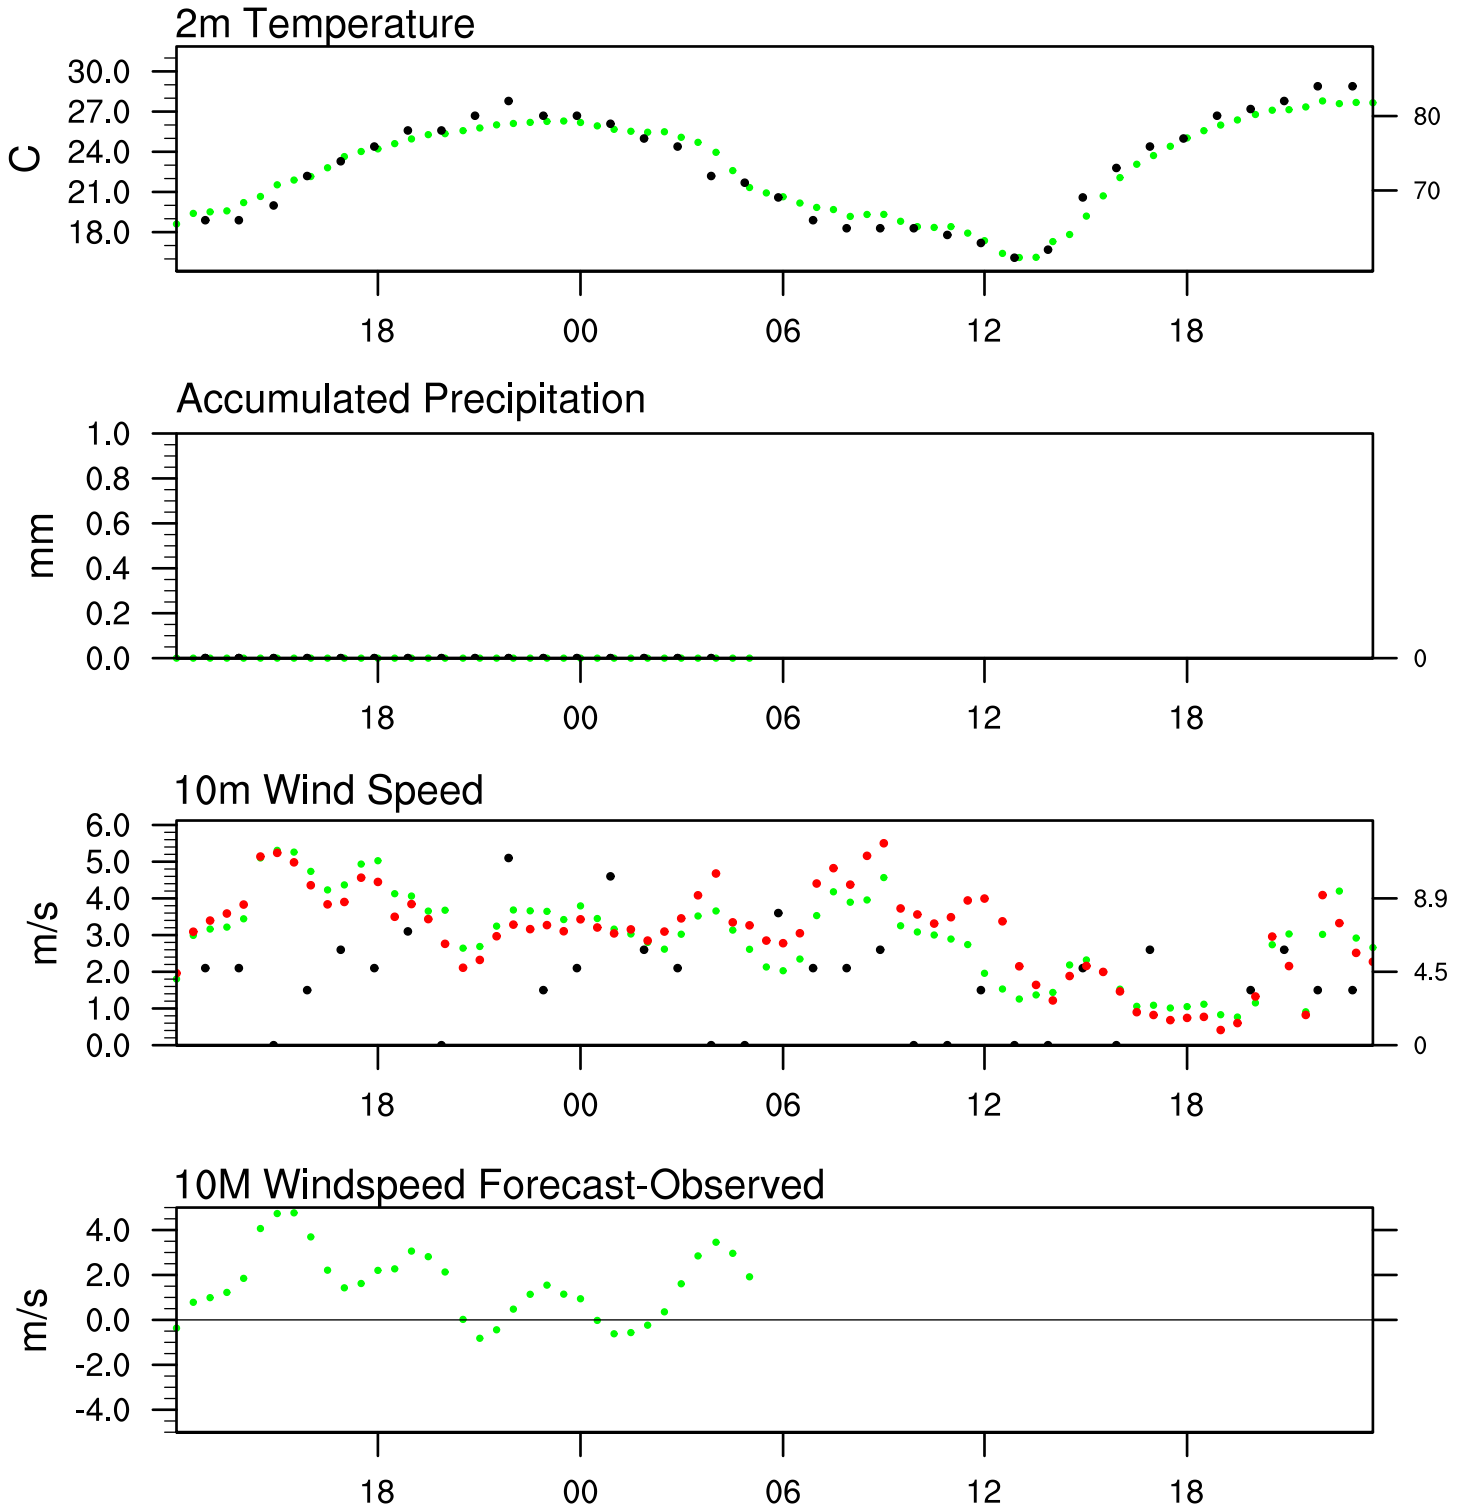 2m Temperature
30.0
27.0
24.0
21.0
18.0
C
80
70
18 00 06 12 18
Accumulated Precipitation
1.0
0.8
0.6
0.4
0.2
0.0
mm
0
18 00 06 12 18
10m Wind Speed
6.0
5.0
4.0
3.0
2.0
1.0
0.0
m/s
8.9
4.5
0
18 00 06 12 18
10M Windspeed Forecast-Observed
4.0
2.0
0.0
-2.0
-4.0
m/s
18 00 06 12 18